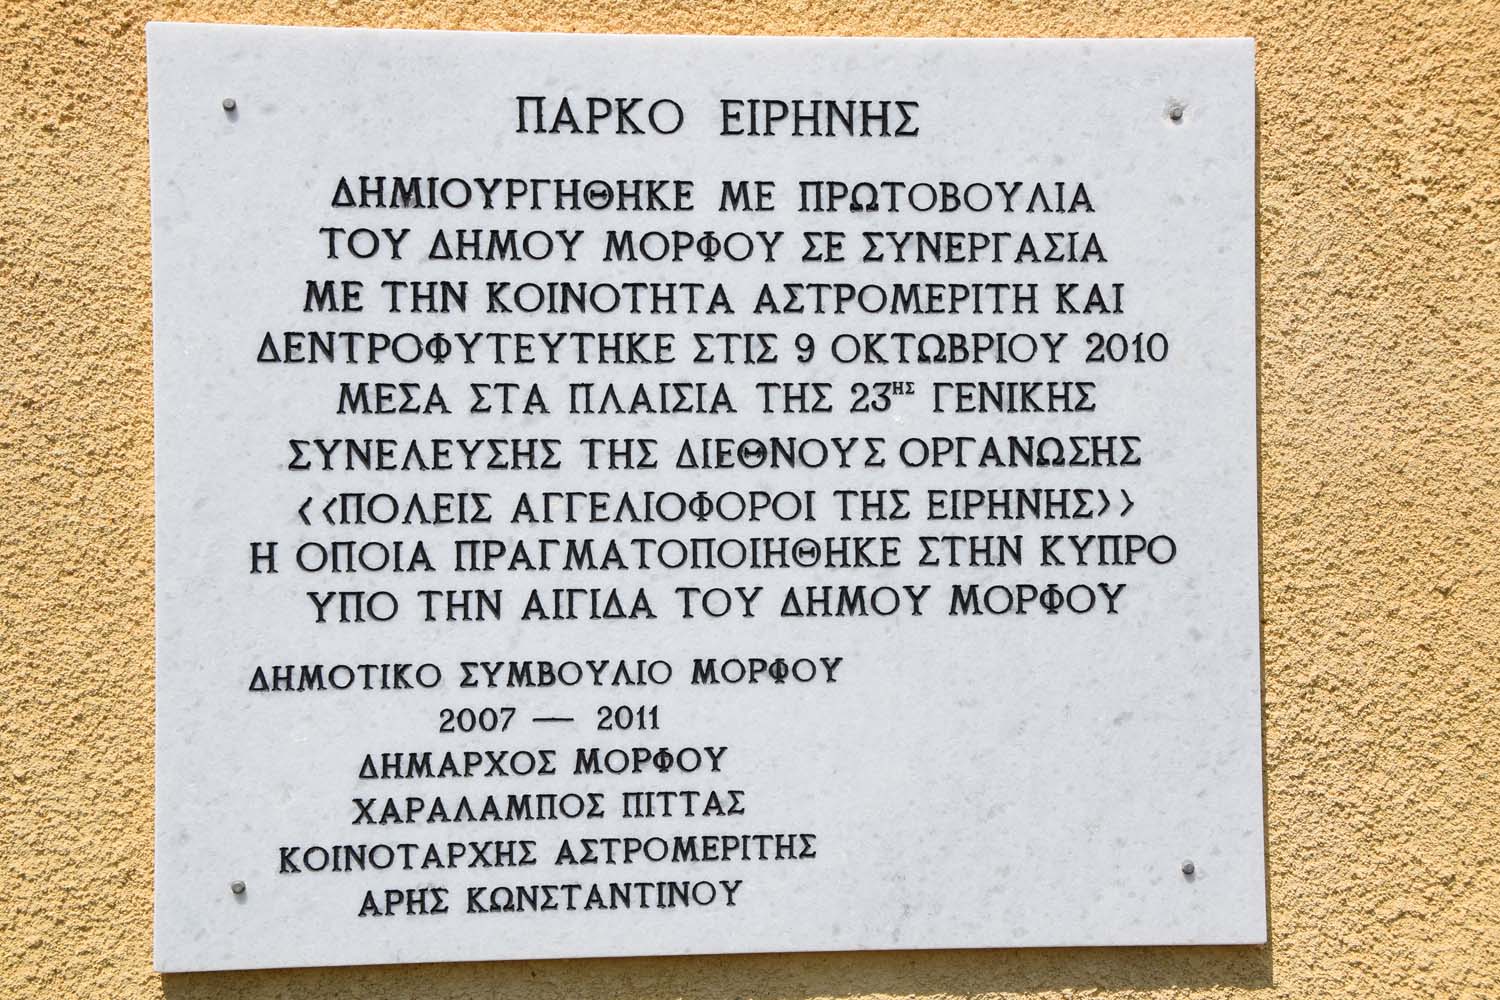 ΠΑΡΚΟ ΕΙΡΗΝΗΣ
ΔΗΜΙΟΥΡΓΗΘΗΚΕ ΜΕ ΠΡΩΤΟΒΟΥΛΙΑ
ΤΟΥ ΔΗΜΟΥ ΜΟΡΦΟΥ ΣΕ ΣΥΝΕΡΓΑΣΙΑ
ΜΕ ΤΗΝ ΚΟΙΝΟΤΗΤΑ ΑΣΤΡΟΜΕΡΙΤΗ ΚΑΙ
ΔΕΝΤΡΟΦΥΤΕΥΤΗΚΕ ΣΤΙΣ 9 ΟΚΤΩΒΡΙΟΥ 2010
ΜΕΣΑ ΣΤΑ ΠΛΑΙΣΙΑ ΤΗΣ 23ΗΣ ΓΕΝΙΚΗΣ
ΣΥΝΕΛΕΥΣΗΣ ΤΗΣ ΔΙΕΘΝΟΥΣ ΟΡΓΑΝΩΣΗΣ
<<ΠΟΛΕΙΣ ΑΓΓΕΛΙΟΦΟΡΟΙ ΤΗΣ ΕΙΡΗΝΗΣ>>
Η ΟΠΟΙΑ ΠΡΑΓΜΑΤΟΠΟΙΗΘΗΚΕ ΣΤΗΝ ΚΥΠΡΟ
ΥΠΟ ΤΗΝ ΑΙΓΙΔΑ ΤΟΥ ΔΗΜΟΥ ΜΟΡΦΟΥ
ΔΗΜΟΤΙΚΟ ΣΥΜΒΟΥΛΙΟ ΜΟΡΦΟΥ
2007 — 2011
ΔΗΜΑΡΧΟΣ ΜΟΡΦΟΥ
ΧΑΡΑΛΑΜΠΟΣ ΠΙΤΤΑΣ
ΚΟΙΝΟΤΑΡΧΗΣ ΑΣΤΡΟΜΕΡΙΤΗΣ
ΑΡΗΣ ΚΩΝΣΤΑΝΤΙΝΟΥ